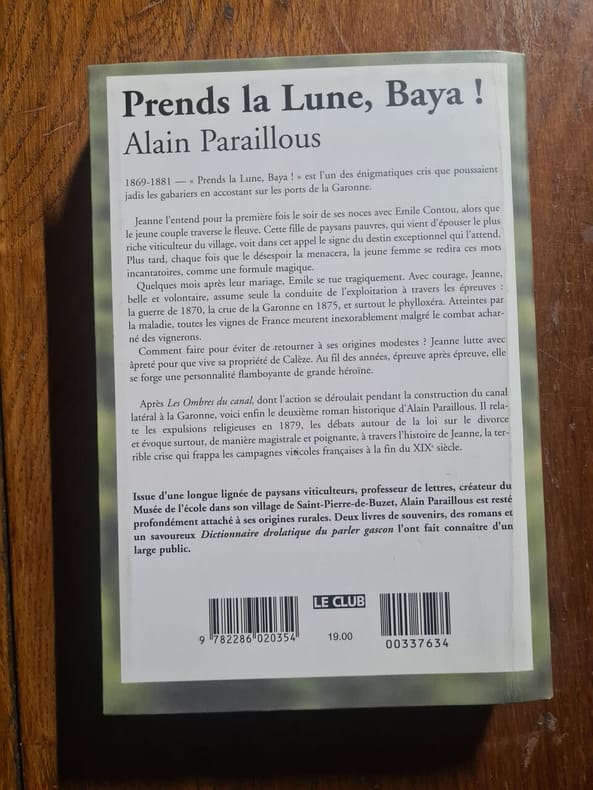 Prends la Lune, Baya !
Alain Paraillous
1869-1881 — « Prends la Lune, Baya ! » est l'un des énigmatiques cris que poussaient
jadis les gabariers en accostant sur les ports de la Garonne.
Jeanne l'entend pour la première fois le soir de ses noces avec Emile Contou, alors que
le jeune couple traverse le fleuve. Cette fille de paysans pauvres, qui vient d'épouser le plus
riche viticulteur du village, voit dans cet appel le signe du destin exceptionnel qui l'attend.
Plus tard, chaque fois que le désespoir la menacera, la jeune femme se redira ces mots
incantatoires, comme une formule magique.
Quelques mois après leur mariage, Emile se tue tragiquement. Avec courage, Jeanne,
belle et volontaire, assume seule la conduite de l'exploitation à travers les épreuves :
la guerre de 1870, la crue de la Garonne en 1875, et surtout le phylloxéra. Atteintes par
la maladie, toutes les vignes de France meurent inexorablement malgré le combat achar-
né des vignerons.
Comment faire pour éviter de retourner à ses origines modestes ? Jeanne lutte avec
âpreté pour que vive sa propriété de Calèze. Au fil des années, épreuve après épreuve, elle
se forge une personnalité flamboyante de grande héroïne.
Après Les Ombres du canal, dont l'action se déroulait pendant la construction du canal
latéral à la Garonne, voici enfin le deuxième roman historique d'Alain Paraillous. Il rela-
te les expulsions religieuses en 1879, les débats autour de la loi sur le divorce
et évoque surtout, de manière magistrale et poignante, à travers l'histoire de Jeanne, la ter-
rible crise qui frappa les campagnes viticoles françaises à la fin du XIXe siècle.
Issue d'une longue lignée de paysans viticulteurs, professeur de lettres, créateur du
Musée de l'école dans son village de Saint-Pierre-de-Buzet, Alain Paraillous est resté
profondément attaché à ses origines rurales. Deux livres de souvenirs, des romans et
un savoureux Dictionnaire drolatique du parler gascon l'ont fait connaître d'un
large public.
LE CLUB
9 782286 020354
19.00
00337634